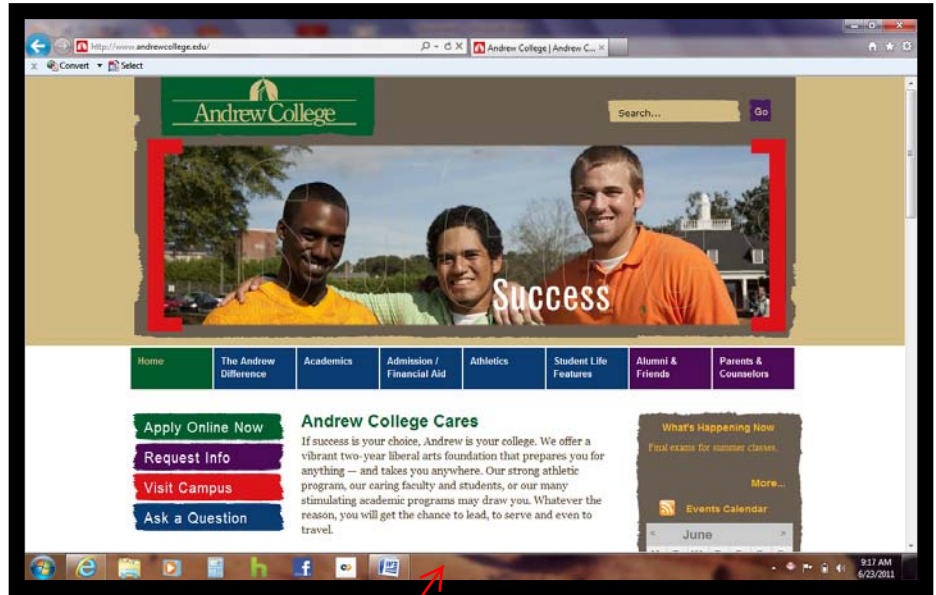 http://www.andrewcollege.edu/
Andrew College | Andrew C...
Convert
Select
Andrew College
Search...
Go
Success
Home
The Andrew
Difference
Academics
Admission /
Financial Aid
Athletics
Student Life
Features
Alumni &
Friends
Parents &
Counselors
Apply Online Now
Request Info
Visit Campus
Ask a Question
Andrew College Cares
If success is your choice, Andrew is your college. We offer a
vibrant two-year liberal arts foundation that prepares you for
anything — and takes you anywhere. Our strong athletic
program, our caring faculty and students, or our many
stimulating academic programs may draw you. Whatever the
reason, you will get the chance to lead, to serve and even to
travel.
What's Happening Now
Final exams for summer classes.
More...
Events Calendar
« June »
9:17 AM
6/23/2011